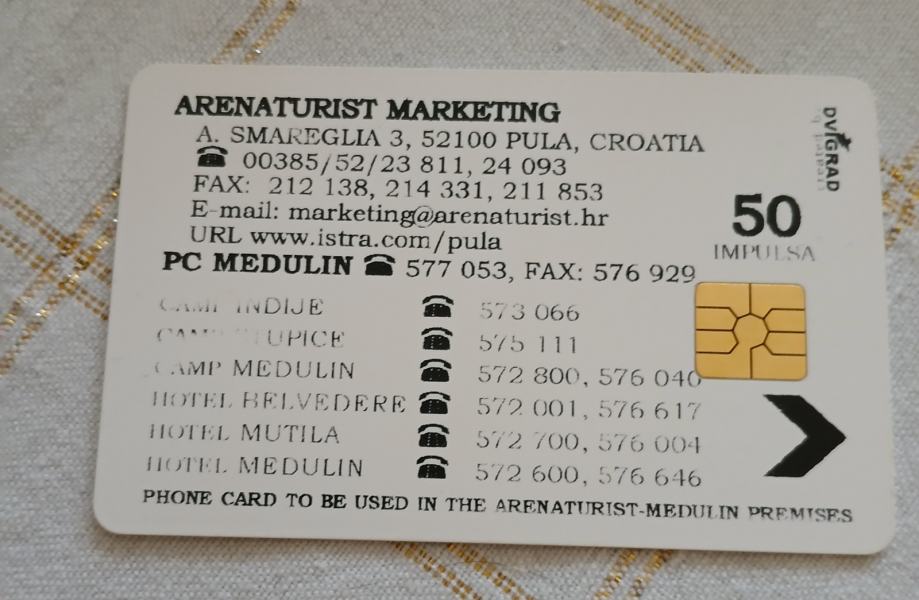 ARENATURIST MARKETING
A. SMAREGLIA 3, 52100 PULA, CROATIA
☎ 00385/52/23 811, 24 093
FAX: 212 138, 214 331, 211 853
E-mail: marketing@arenaturist.hr
URL www.istra.com/pula
PC MEDULIN ☎ 577 053, FAX: 576 929
DVIGRAD
50
IMPULSA
CAMP INDIJE ☎ 573 066
☎ 575 111
CAMP MEDULIN ☎ 572 800, 576 040
HOTEL BELVEDERE ☎ 572 001, 576 617
HOTEL MUTILA ☎ 572 700, 576 004
HOTEL MEDULIN ☎ 572 600, 576 646
PHONE CARD TO BE USED IN THE ARENATURIST-MEDULIN PREMISES